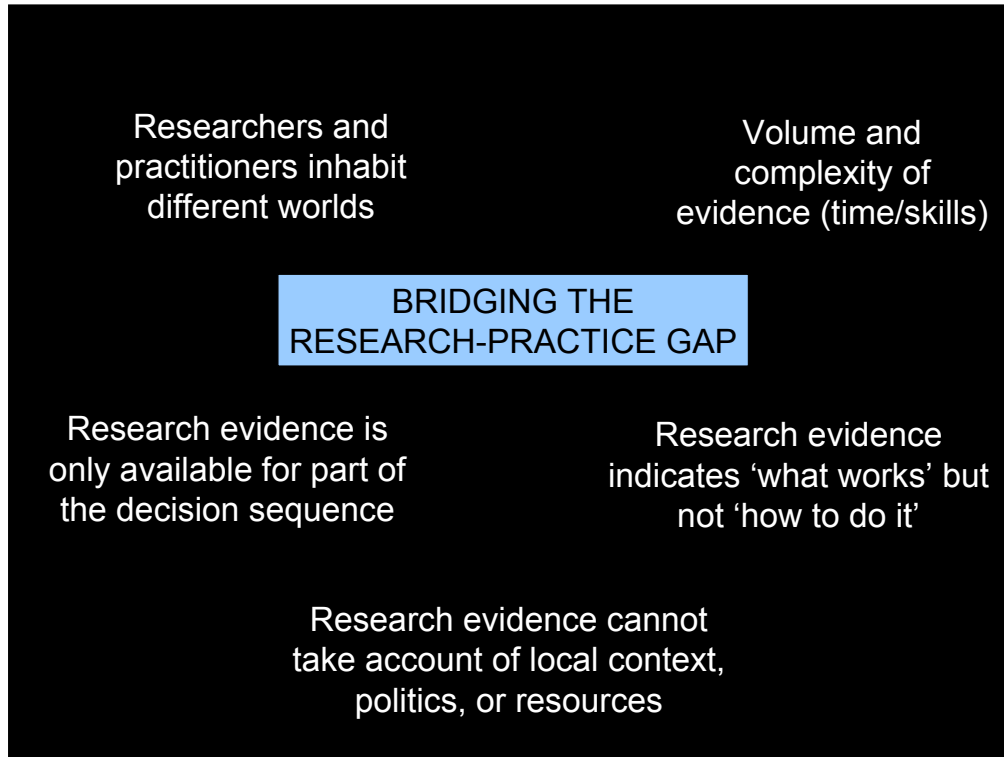 Researchers and
practitioners inhabit
different worlds
Volume and
complexity of
evidence (time/skills)
BRIDGING THE
RESEARCH-PRACTICE GAP
Research evidence is
only available for part of
the decision sequence
Research evidence
indicates ‘what works’ but
not ‘how to do it’
Research evidence cannot
take account of local context,
politics, or resources